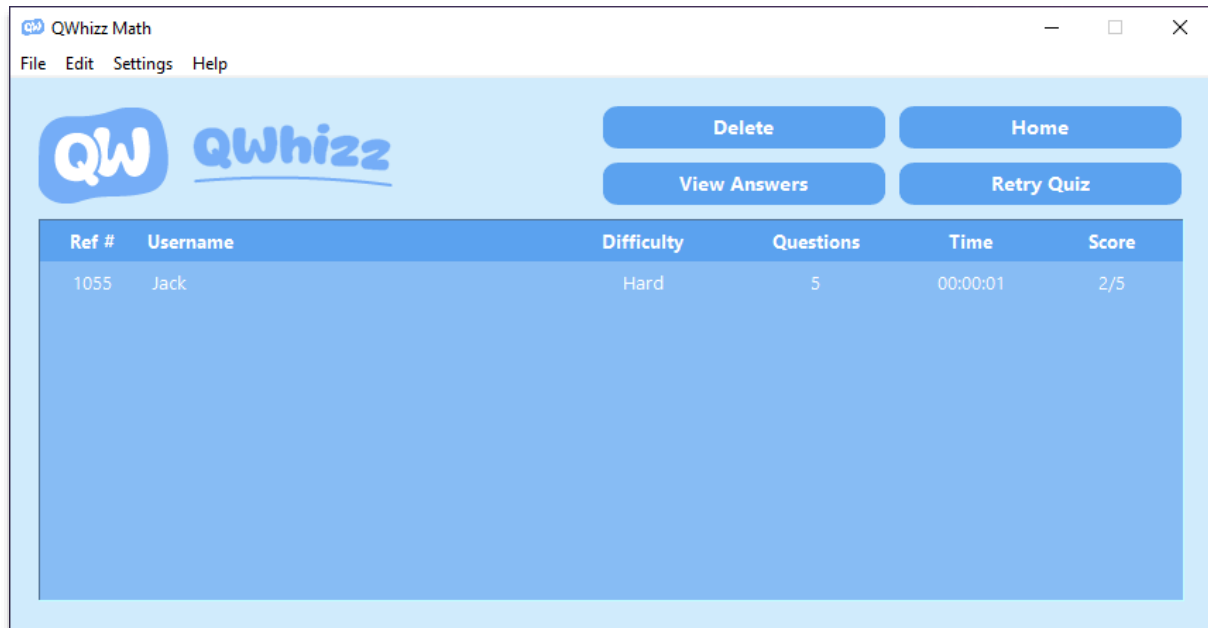 QWhizz Math
File Edit Settings Help
QW QWhizz
Delete Home
View Answers Retry Quiz
Ref # Username Difficulty Questions Time Score
1055 Jack Hard 5 00:00:01 2/5